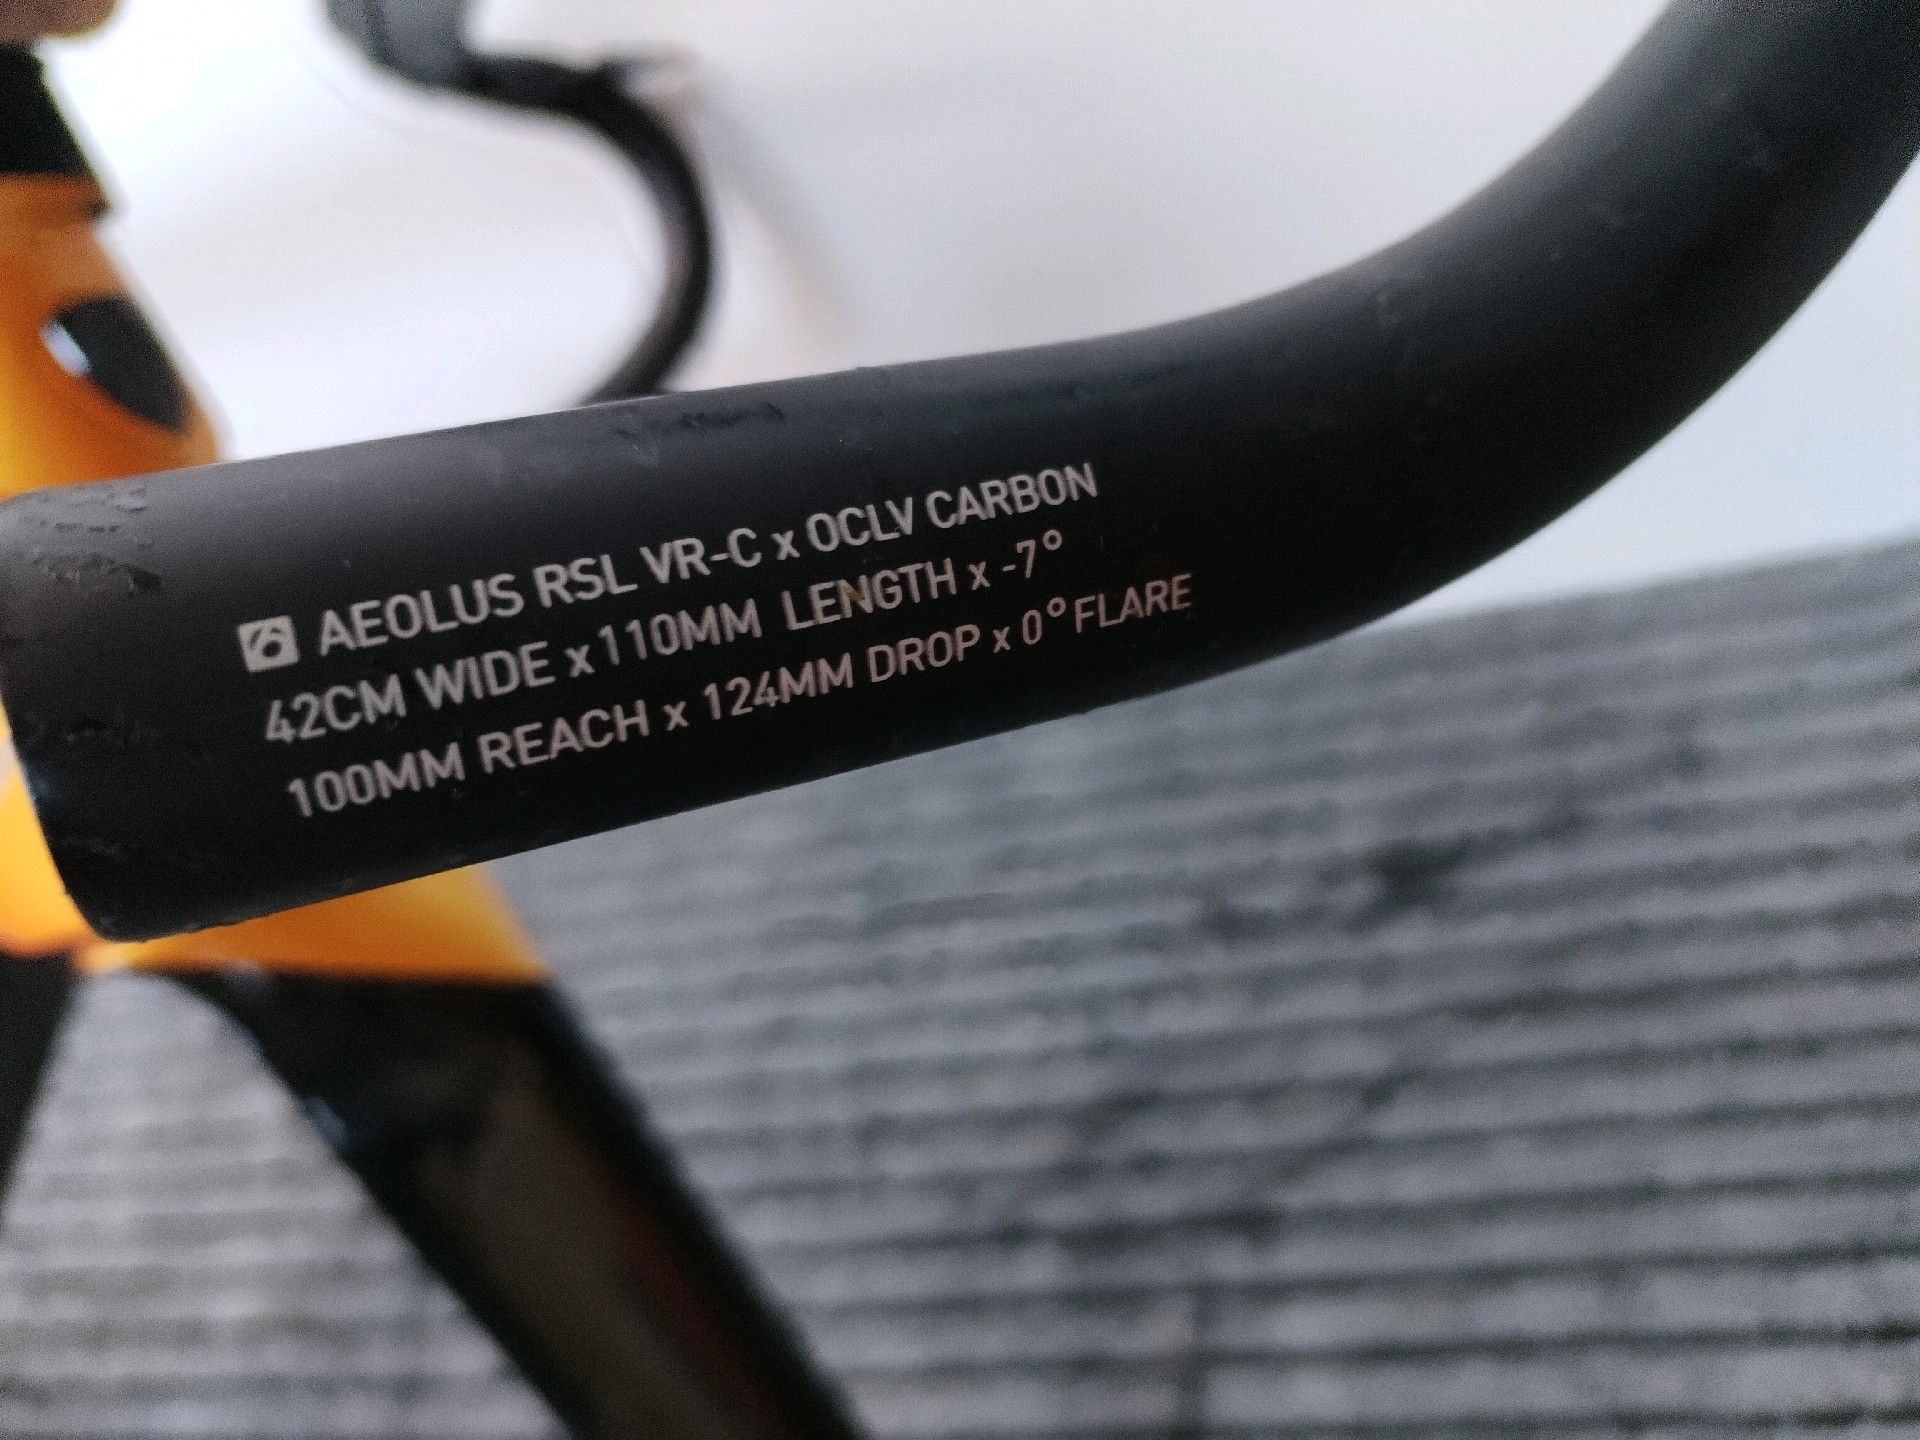 AEOLUS RSL VR-C x OCLV CARBON
42CM WIDE x 110MM LENGTH x -7°
100MM REACH x 124MM DROP x 0° FLARE